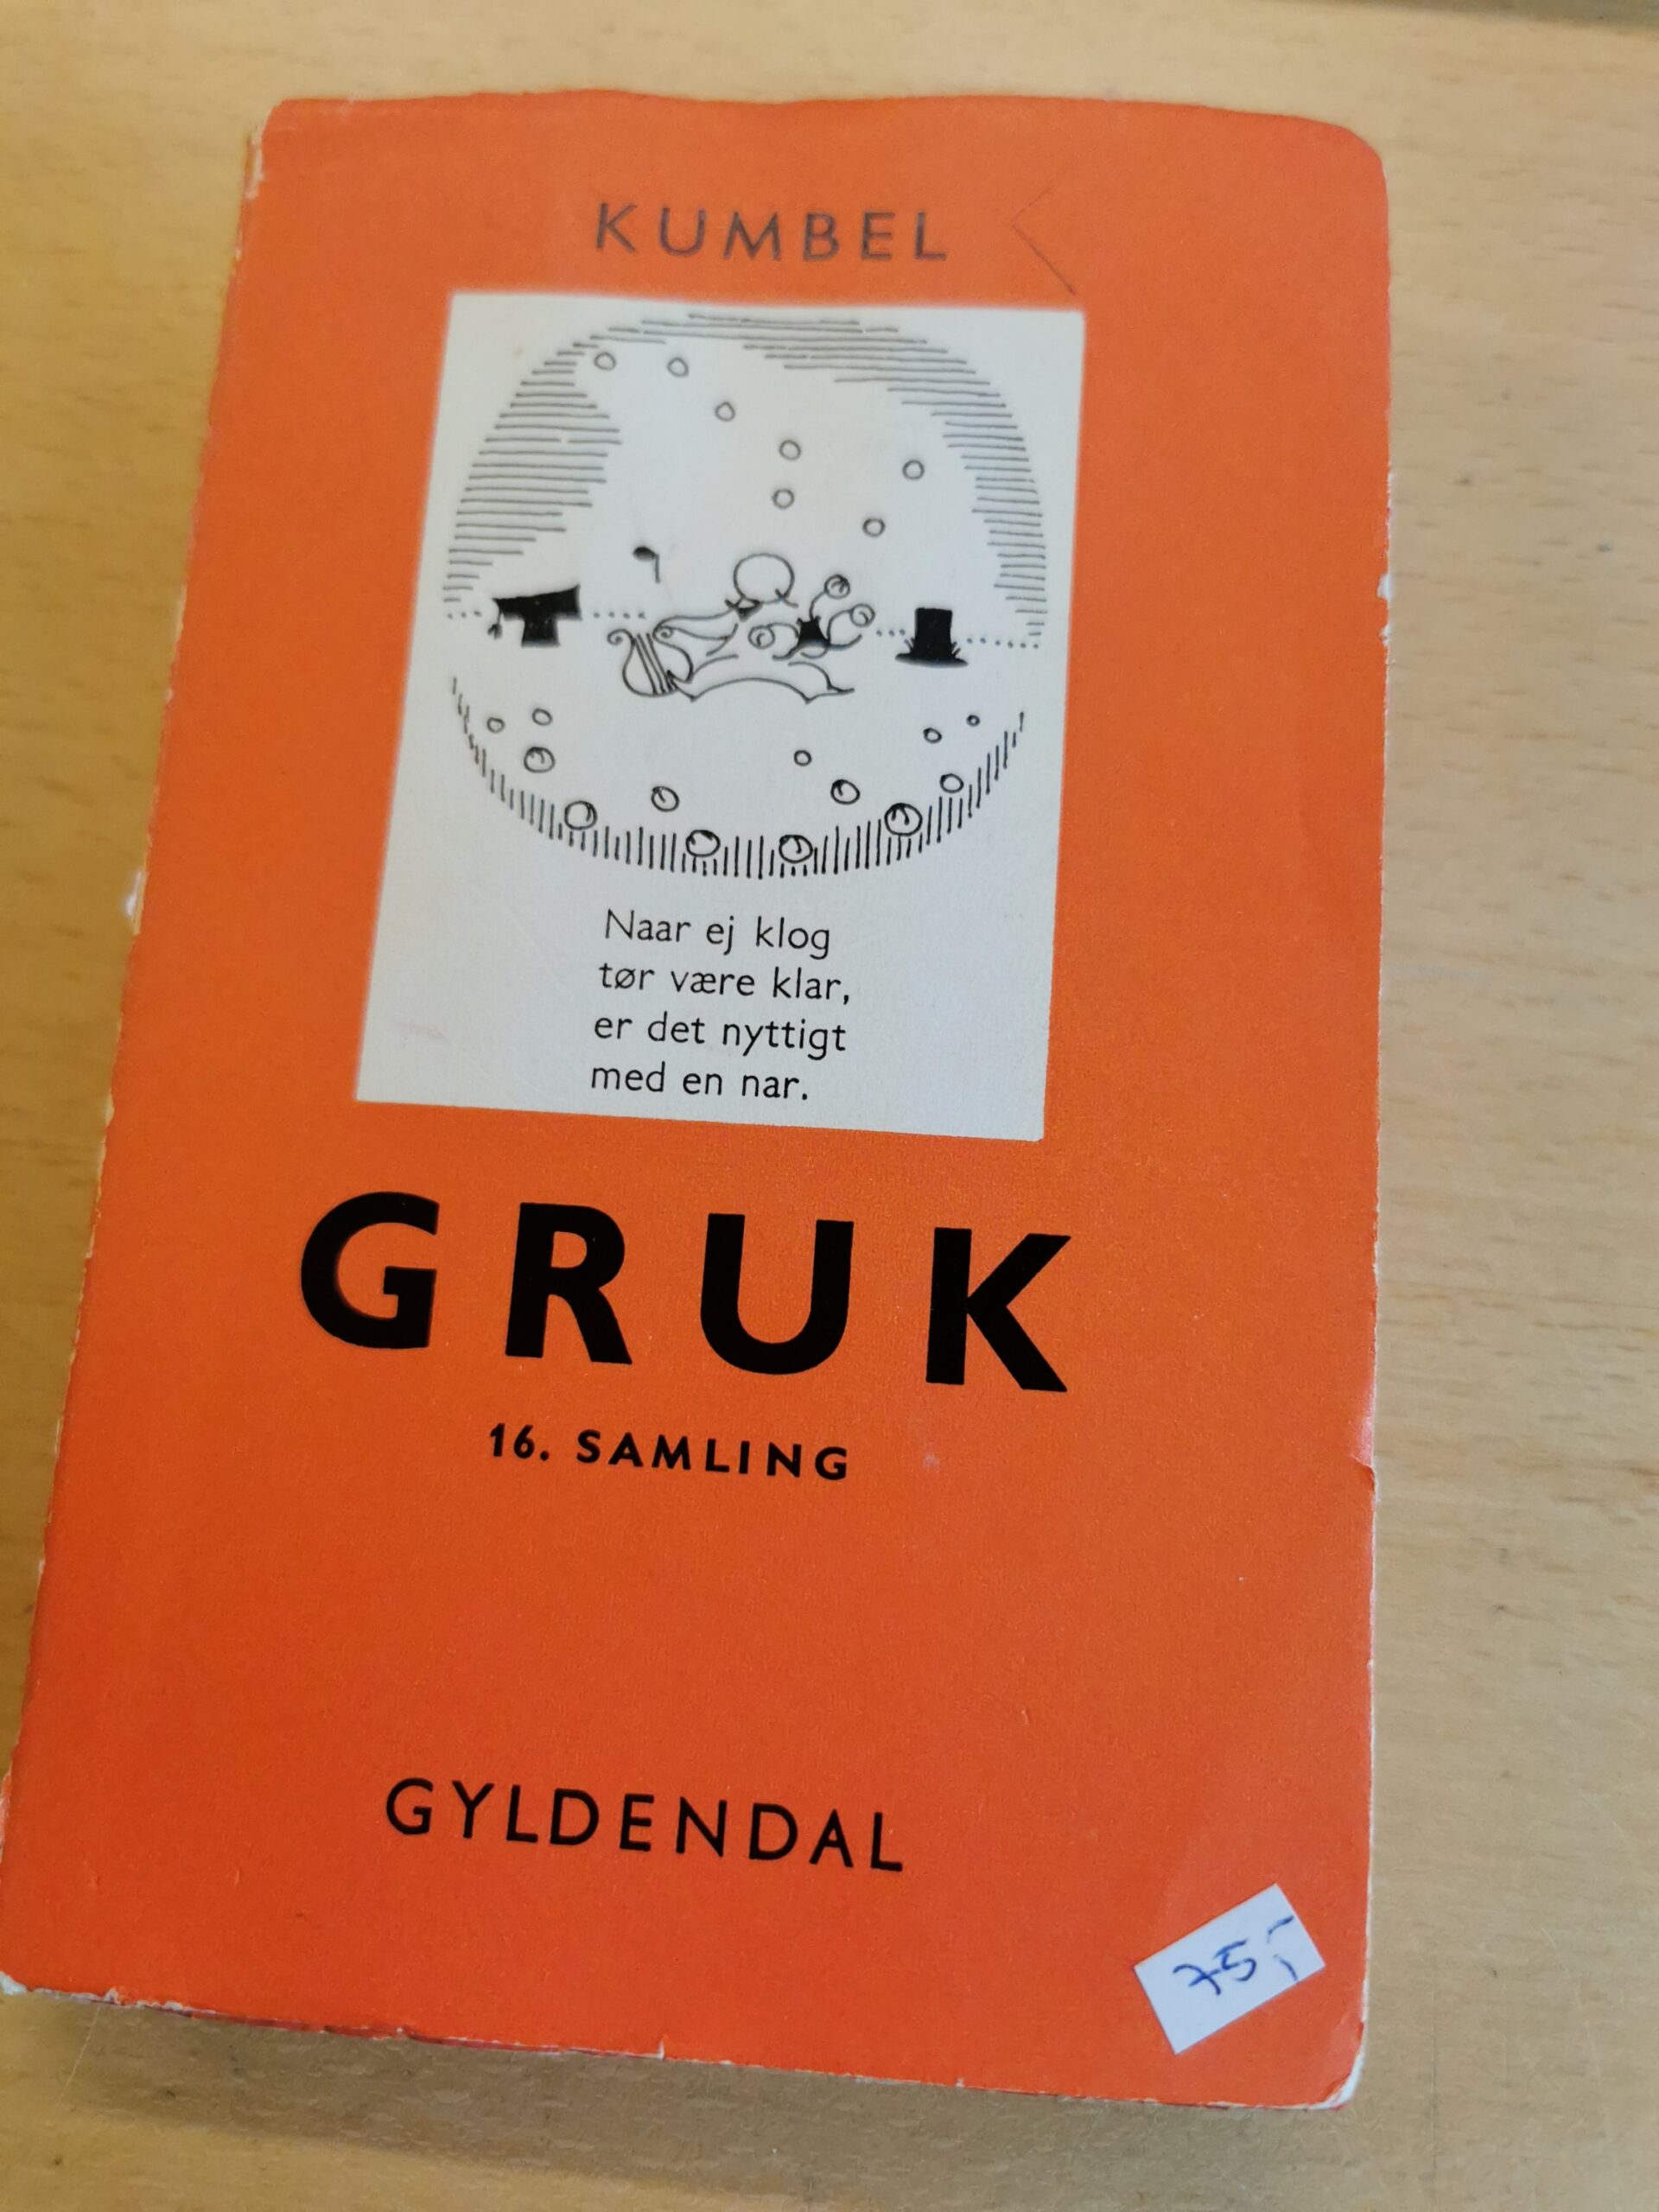 KUMBEL
Naar ej klog
tør være klar,
er det nyttigt
med en nar.
GRUK
16. SAMLING
GYLDENDAL
75,-